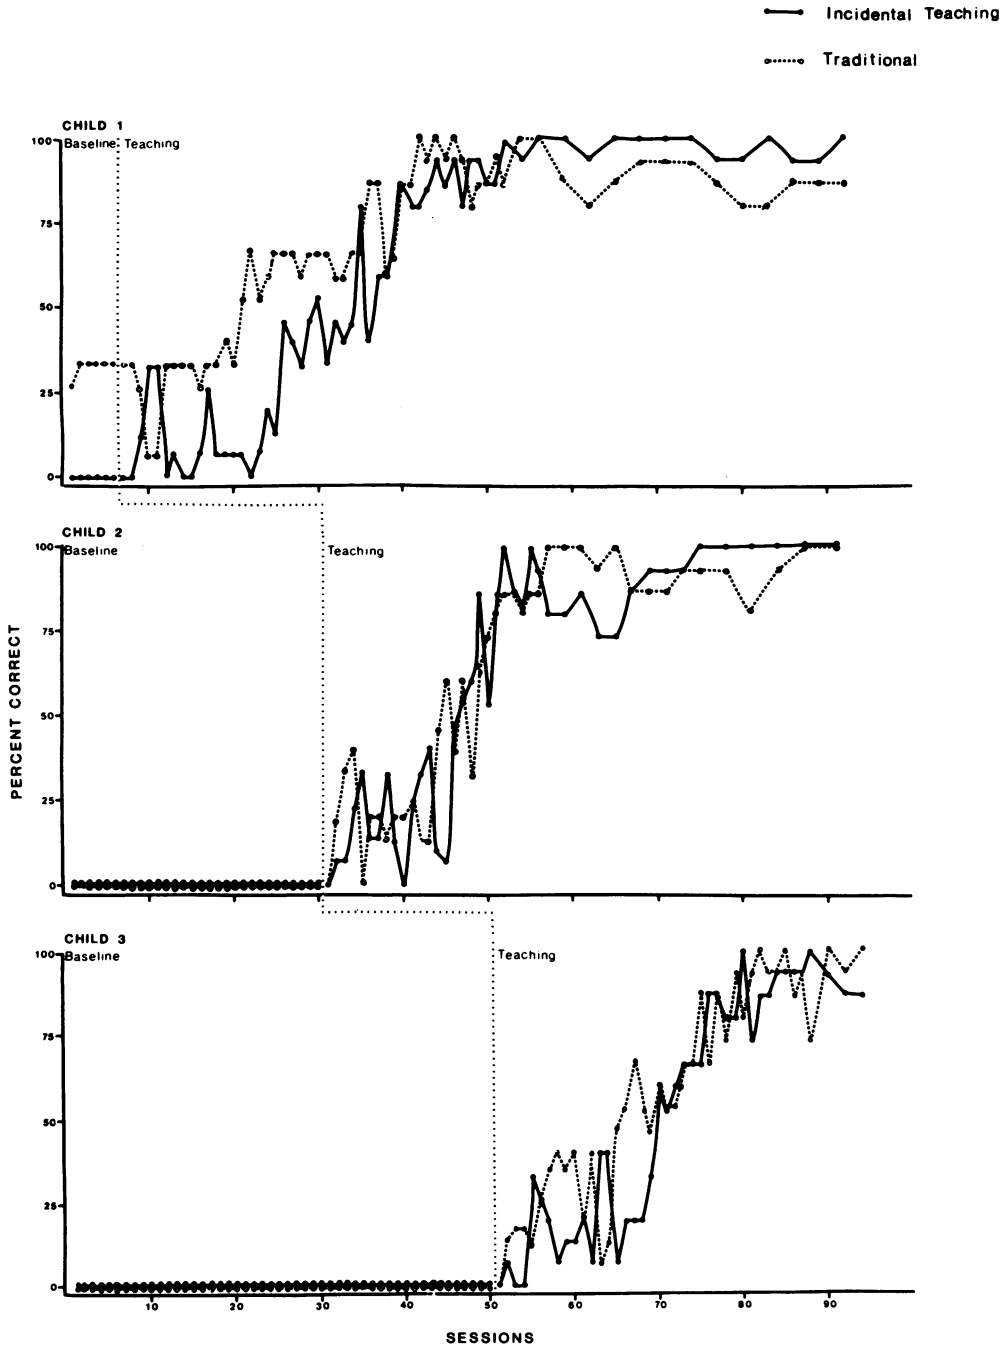 Incidental Teaching
Traditional
CHILD 1
Baseline Teaching
100
75
50
25
0
CHILD 2
Baseline
Teaching
100
75
50
25
0
CHILD 3
Baseline
Teaching
100
75
50
25
0
10 20 30 40 50 60 70 80 90
PERCENT CORRECT
SESSIONS